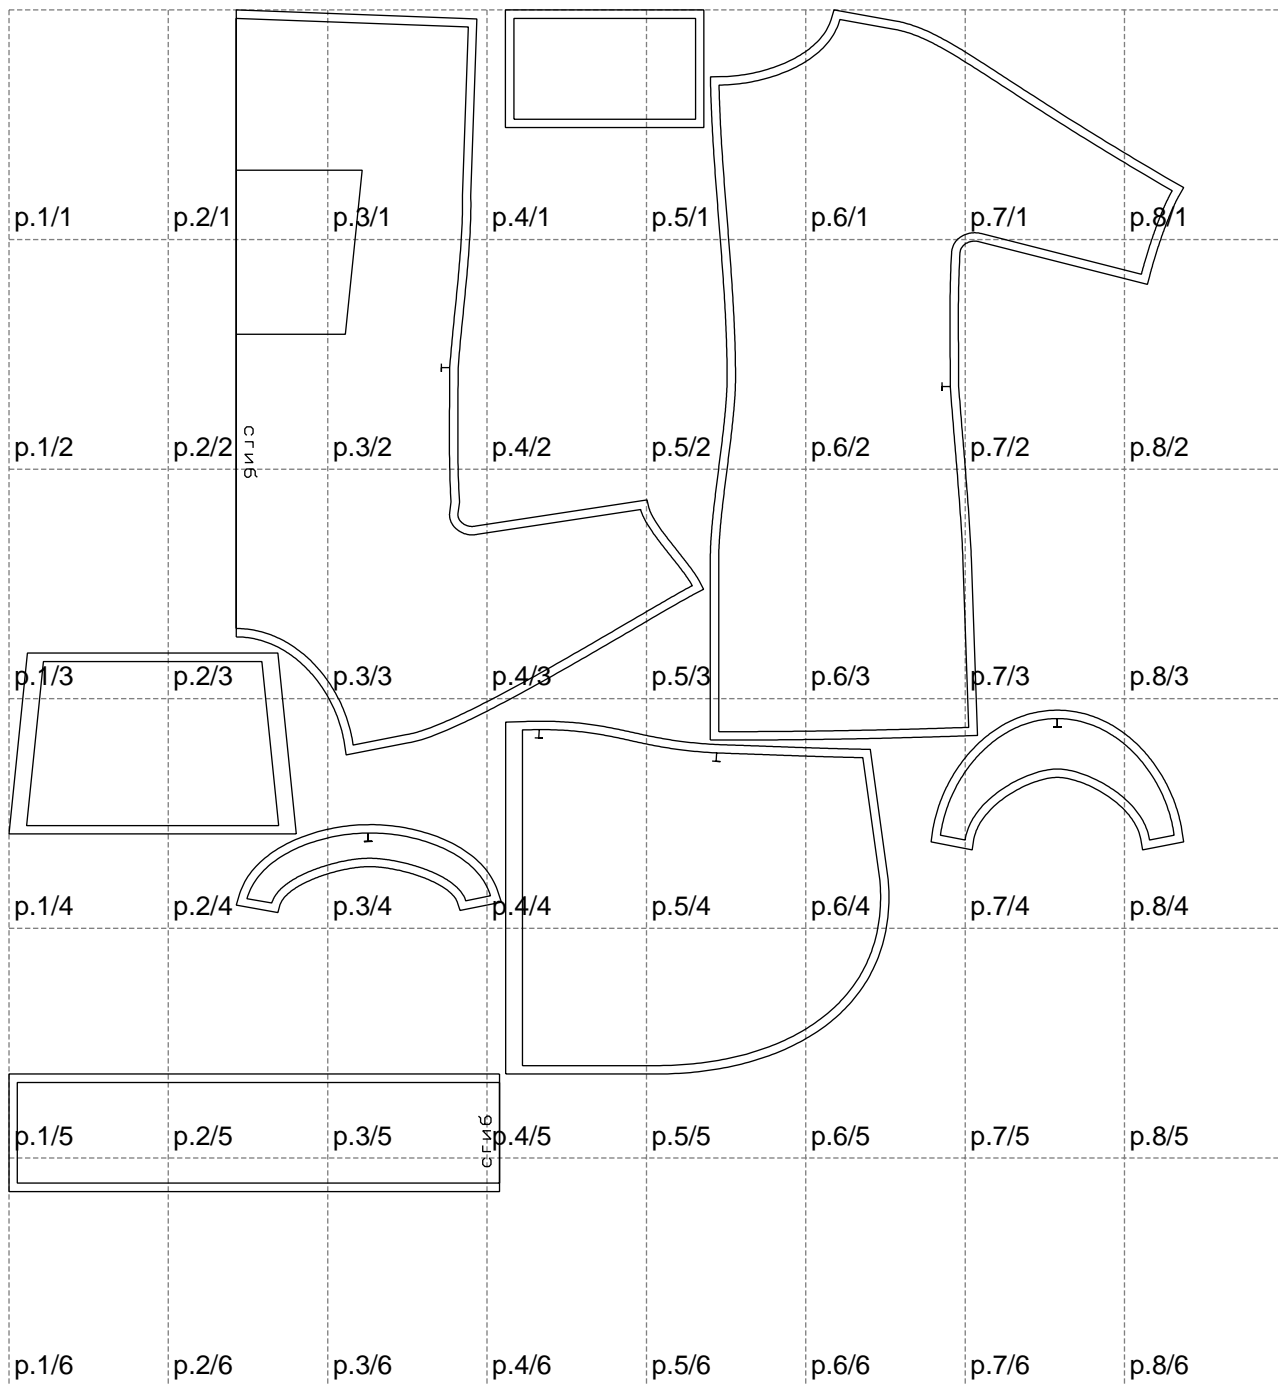 p.1/1 p.2/1 p.3/1 p.4/1 p.5/1 p.6/1 p.7/1 p.8/1
p.1/2 p.2/2 сгиб p.3/2 p.4/2 p.5/2 p.6/2 p.7/2 p.8/2
p.1/3 p.2/3 p.3/3 p.4/3 p.5/3 p.6/3 p.7/3 p.8/3
p.1/4 p.2/4 p.3/4 p.4/4 p.5/4 p.6/4 p.7/4 p.8/4
p.1/5 p.2/5 p.3/5 сгиб p.4/5 p.5/5 p.6/5 p.7/5 p.8/5
p.1/6 p.2/6 p.3/6 p.4/6 p.5/6 p.6/6 p.7/6 p.8/6